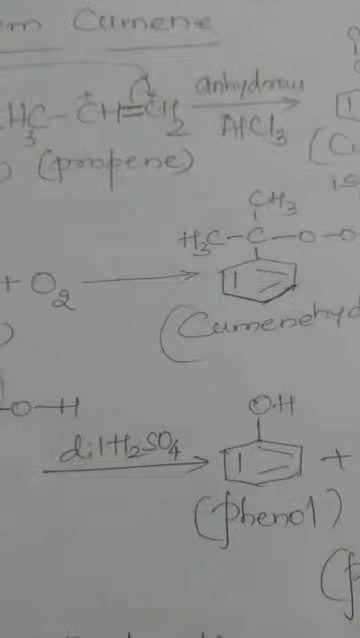 Cumene
H₃C-CH=CH₂ anhydrous AlCl₃
(propene)
CH₃
H₃C-C-O-O
+ O₂
(Cumenehyd
-O-H
OH
dil H₂SO₄ +
(phenol)